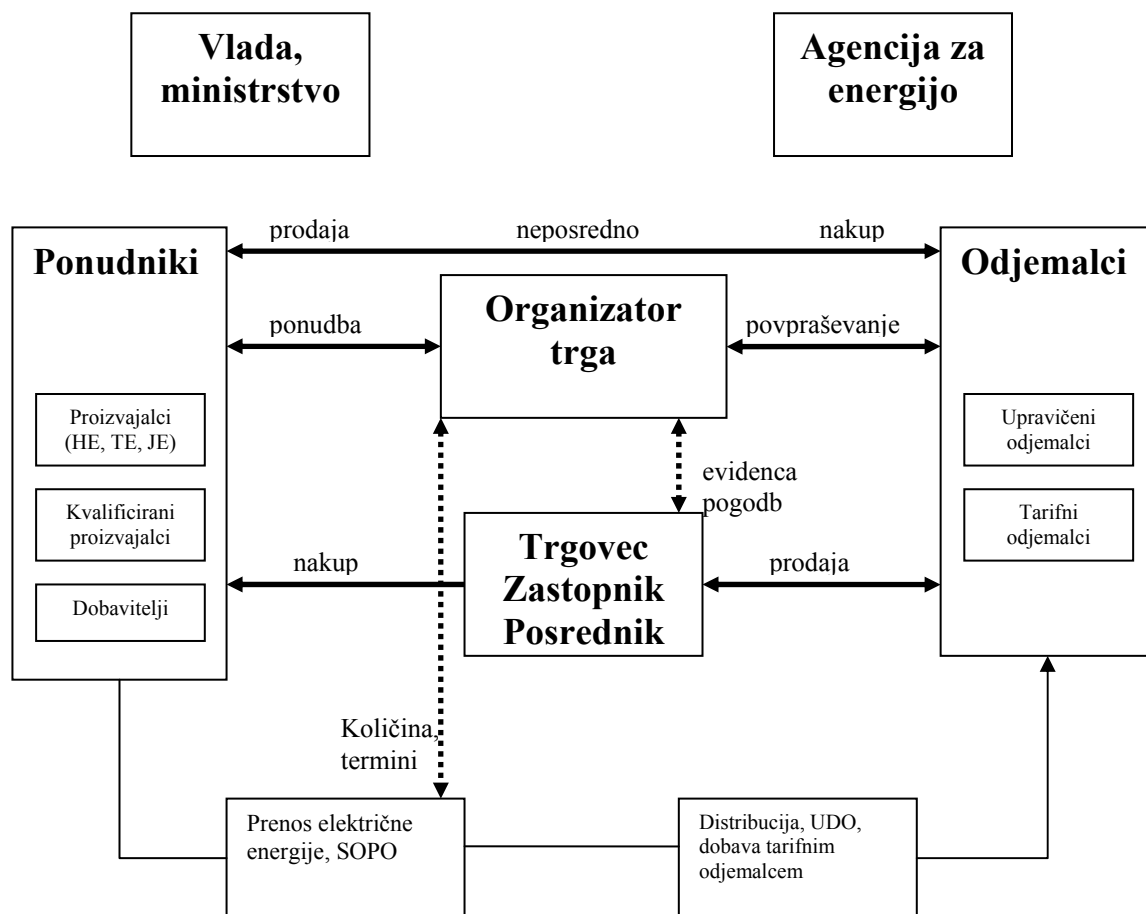 Vlada,
ministrstvo
Agencija za
energijo
prodaja
neposredno
nakup
Ponudniki
Odjemalci
Organizator
trga
ponudba
povpraševanje
Proizvajalci
(HE, TE, JE)
Upravičeni
odjemalci
evidenca
pogodb
Kvalificirani
proizvajalci
Tarifni
odjemalci
Trgovec
Zastopnik
Posrednik
nakup
prodaja
Dobavitelji
Količina,
termini
Prenos električne
energije, SOPO
Distribucija, UDO,
dobava tarifnim
odjemalcem